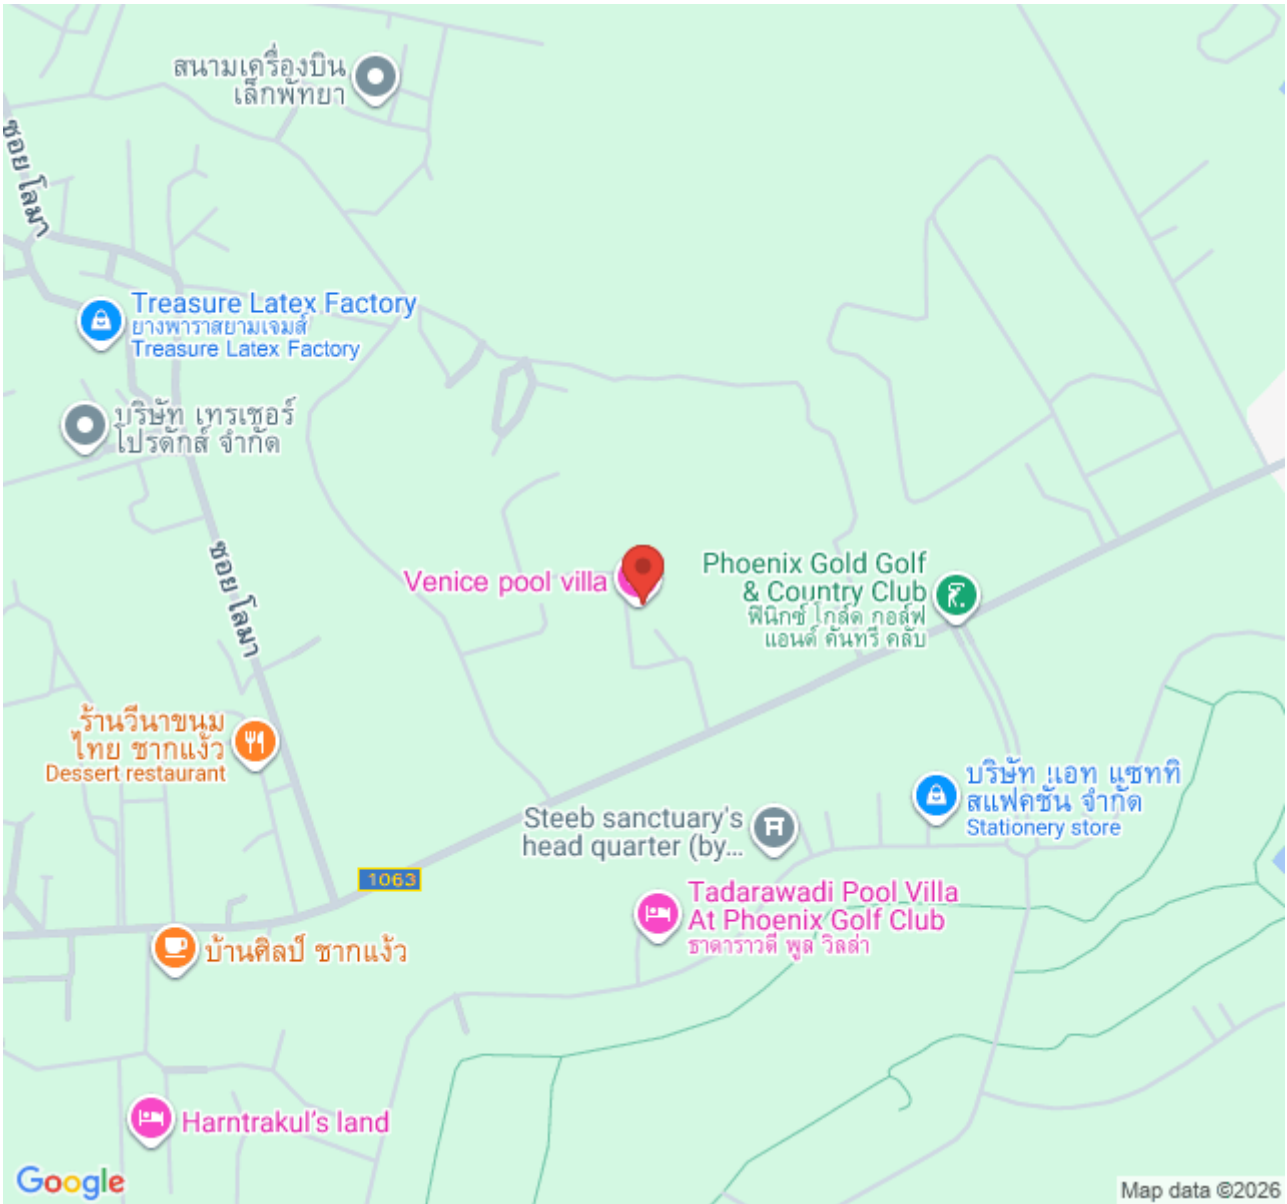 สนามเครื่องบิน
เล็กพัทยา
ซอย โลมา
Treasure Latex Factory
ยางพาราสยามเจมส์
Treasure Latex Factory
บริษัท เทรเชอร์
โปรดักส์ จำกัด
ซอย โลมา
Venice pool villa
Phoenix Gold Golf
& Country Club
ฟีนิกซ์ โกล์ด กอล์ฟ
แอนด์ คันทรี คลับ
ร้านวีนาขนม
ไทย ชากแง้ว
Dessert restaurant
บริษัท แอท แซททิ
สแฟคชั่น จำกัด
Stationery store
Steeb sanctuary's
head quarter (by...
1063
Tadarawadi Pool Villa
At Phoenix Golf Club
ธาดาราวดี พูล วิลล่า
บ้านศิลป์ ชากแง้ว
Harntrakul's land
Google
Map data ©2026